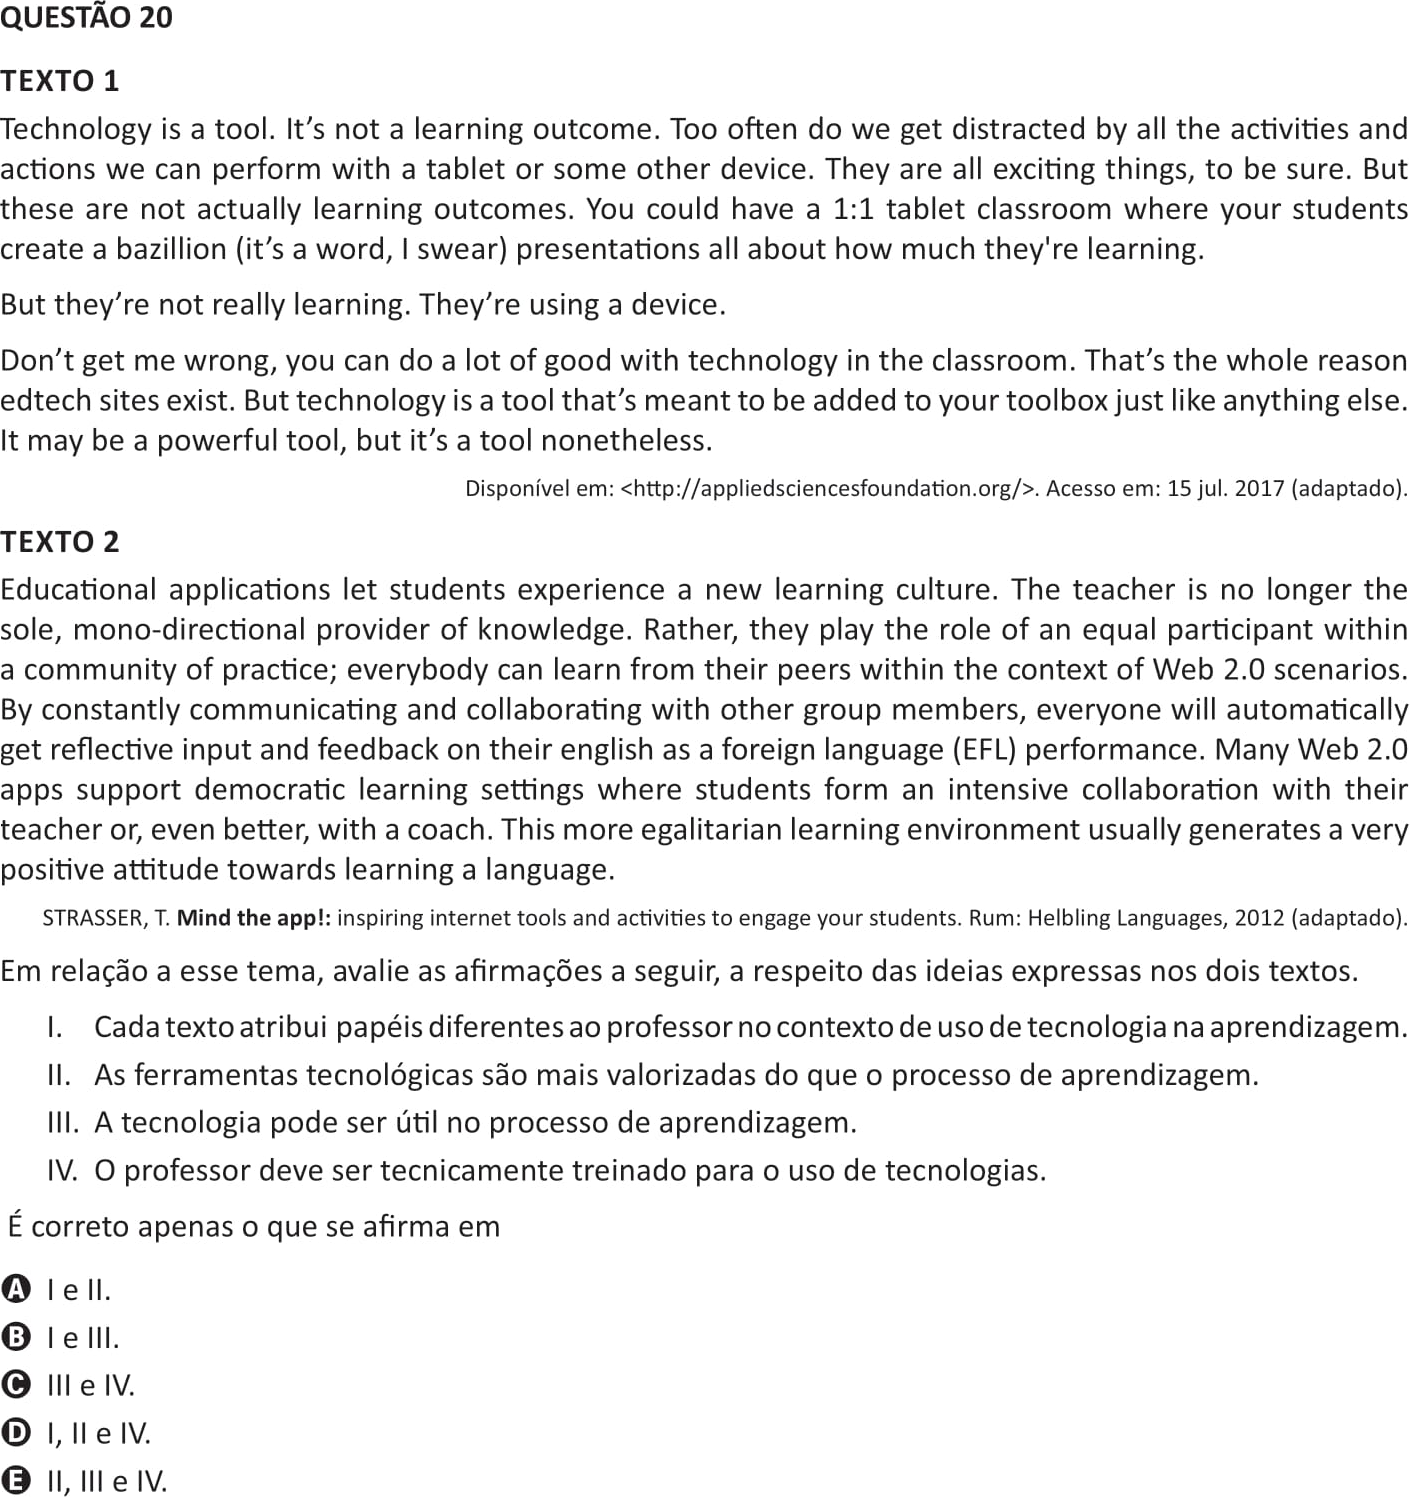 QUESTÃO 20
TEXTO 1
Technology is a tool. It’s not a learning outcome. Too often do we get distracted by all the activities and
actions we can perform with a tablet or some other device. They are all exciting things, to be sure. But
these are not actually learning outcomes. You could have a 1:1 tablet classroom where your students
create a bazillion (it’s a word, I swear) presentations all about how much they're learning.
But they’re not really learning. They’re using a device.
Don’t get me wrong, you can do a lot of good with technology in the classroom. That’s the whole reason
edtech sites exist. But technology is a tool that’s meant to be added to your toolbox just like anything else.
It may be a powerful tool, but it’s a tool nonetheless.
Disponível em: <http://appliedsciencesfoundation.org/>. Acesso em: 15 jul. 2017 (adaptado).
TEXTO 2
Educational applications let students experience a new learning culture. The teacher is no longer the
sole, mono-directional provider of knowledge. Rather, they play the role of an equal participant within
a community of practice; everybody can learn from their peers within the context of Web 2.0 scenarios.
By constantly communicating and collaborating with other group members, everyone will automatically
get reflective input and feedback on their english as a foreign language (EFL) performance. Many Web 2.0
apps support democratic learning settings where students form an intensive collaboration with their
teacher or, even better, with a coach. This more egalitarian learning environment usually generates a very
positive attitude towards learning a language.
STRASSER, T. Mind the app!: inspiring internet tools and activities to engage your students. Rum: Helbling Languages, 2012 (adaptado).
Em relação a esse tema, avalie as afirmações a seguir, a respeito das ideias expressas nos dois textos.
I. Cada texto atribui papéis diferentes ao professor no contexto de uso de tecnologia na aprendizagem.
II. As ferramentas tecnológicas são mais valorizadas do que o processo de aprendizagem.
III. A tecnologia pode ser útil no processo de aprendizagem.
IV. O professor deve ser tecnicamente treinado para o uso de tecnologias.
É correto apenas o que se afirma em
A I e II.
B I e III.
C III e IV.
D I, II e IV.
E II, III e IV.